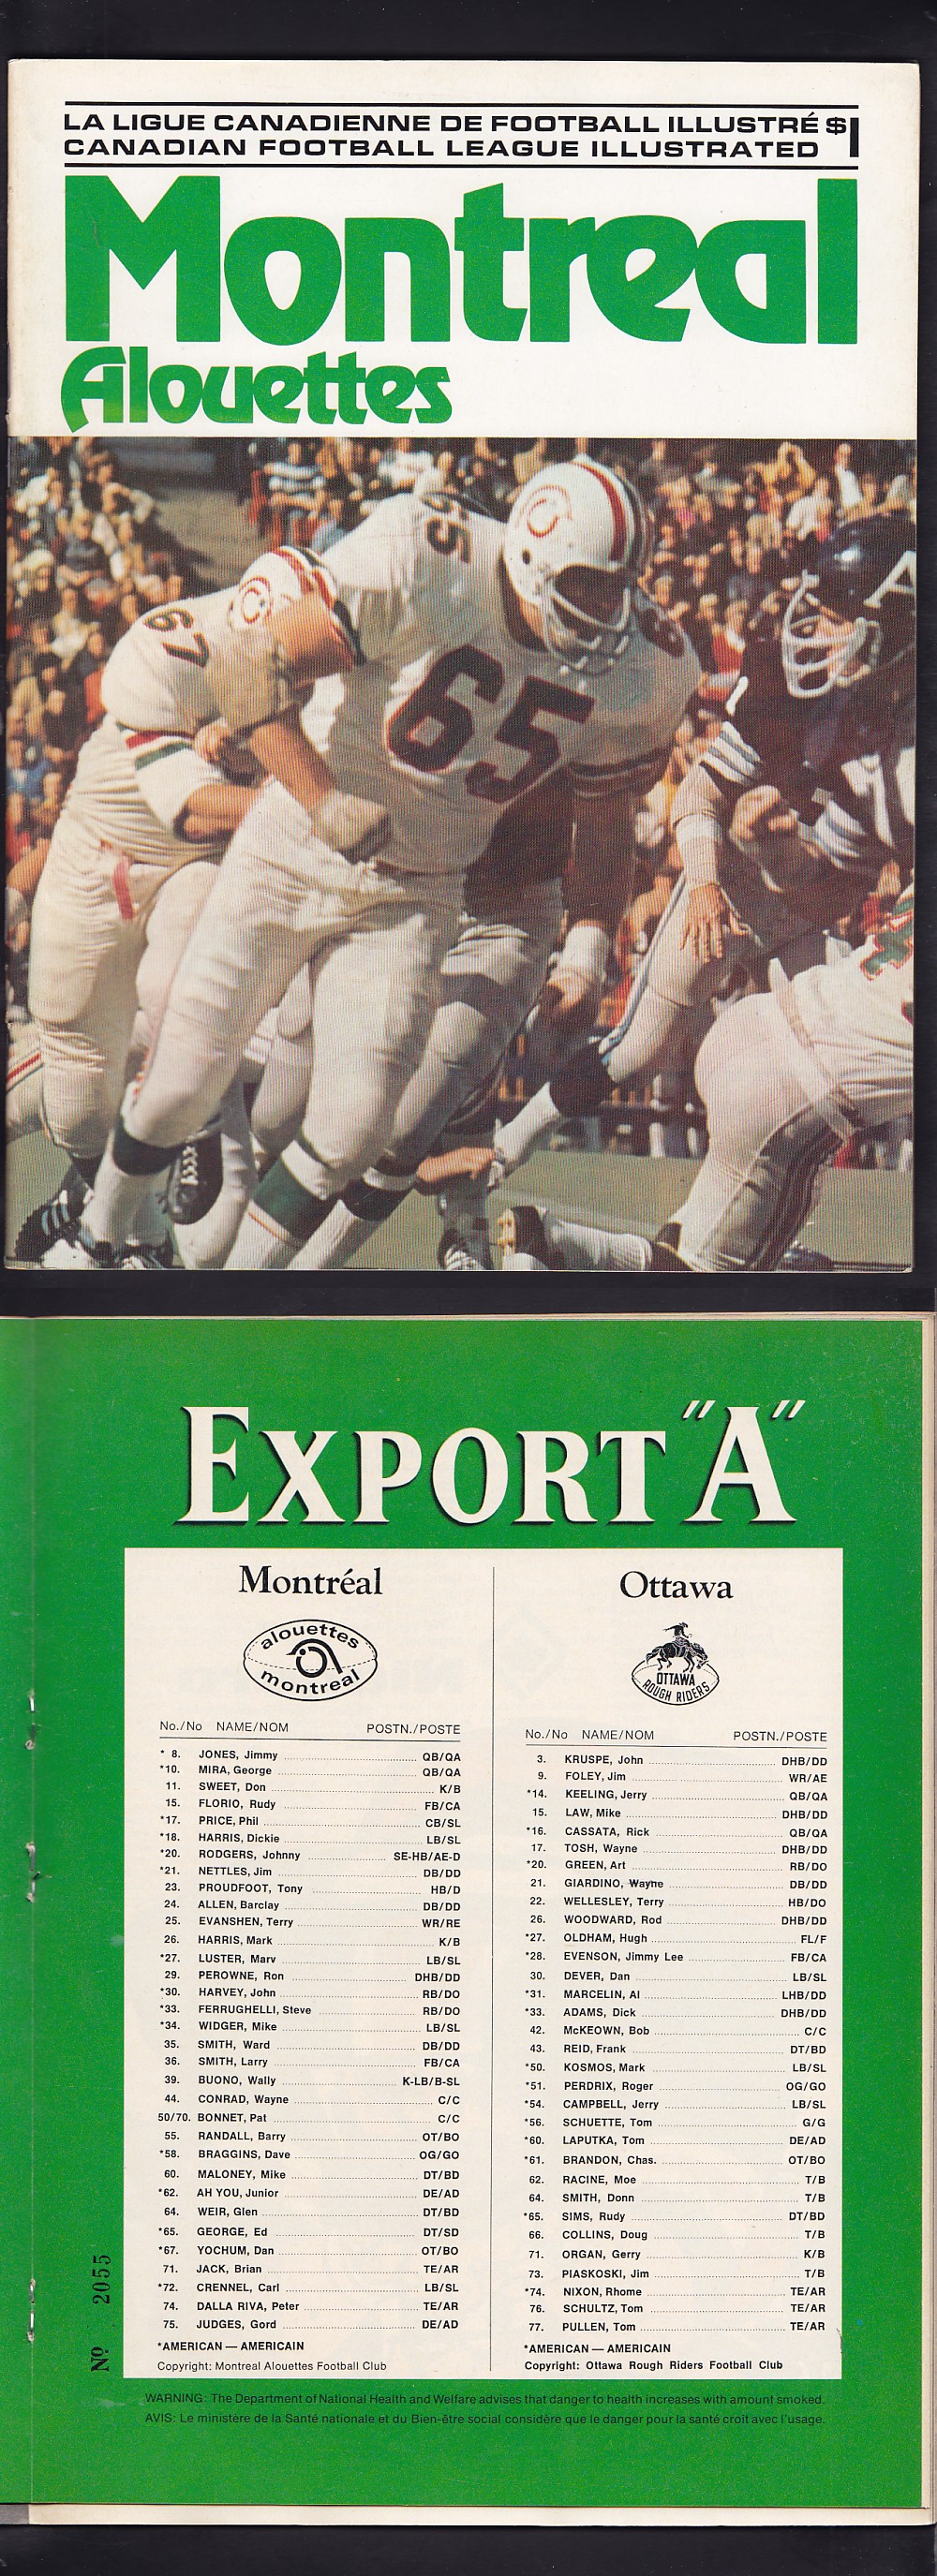 LA LIGUE CANADIENNE DE FOOTBALL ILLUSTRÉ $1
CANADIAN FOOTBALL LEAGUE ILLUSTRATED
Montreal
Alouettes
65
67
65
A
EXPORT "A"
Montréal
alouettes
montreal
No./No NAME/NOM POSTN./POSTE
* 8. JONES, Jimmy QB/QA
*10. MIRA, George QB/QA
11. SWEET, Don K/B
15. FLORIO, Rudy FB/CA
*17. PRICE, Phil CB/SL
*18. HARRIS, Dickie LB/SL
*20. RODGERS, Johnny SE-HB/AE-D
*21. NETTLES, Jim DB/DD
23. PROUDFOOT, Tony HB/D
24. ALLEN, Barclay DB/DD
25. EVANSHEN, Terry WR/RE
26. HARRIS, Mark K/B
*27. LUSTER, Marv LB/SL
29. PEROWNE, Ron DHB/DD
*30. HARVEY, John RB/DO
*33. FERRUGHELLI, Steve RB/DO
*34. WIDGER, Mike LB/SL
35. SMITH, Ward DB/DD
36. SMITH, Larry FB/CA
39. BUONO, Wally K-LB/B-SL
44. CONRAD, Wayne C/C
50/70. BONNET, Pat C/C
55. RANDALL, Barry OT/BO
*58. BRAGGINS, Dave OG/GO
60. MALONEY, Mike DT/BD
*62. AH YOU, Junior DE/AD
64. WEIR, Glen DT/BD
*65. GEORGE, Ed DT/SD
*67. YOCHUM, Dan OT/BO
71. JACK, Brian TE/AR
*72. CRENNEL, Carl LB/SL
74. DALLA RIVA, Peter TE/AR
75. JUDGES, Gord DE/AD
*AMERICAN — AMERICAIN
Copyright: Montreal Alouettes Football Club
Ottawa
OTTAWA
ROUGH RIDERS
No./No NAME/NOM POSTN./POSTE
3. KRUSPE, John DHB/DD
9. FOLEY, Jim WR/AE
*14. KEELING, Jerry QB/QA
15. LAW, Mike DHB/DD
*16. CASSATA, Rick QB/QA
17. TOSH, Wayne DHB/DD
*20. GREEN, Art RB/DO
21. GIARDINO, Wayne DB/DD
22. WELLESLEY, Terry HB/DO
26. WOODWARD, Rod DHB/DD
*27. OLDHAM, Hugh FL/F
*28. EVENSON, Jimmy Lee FB/CA
30. DEVER, Dan LB/SL
*31. MARCELIN, Al LHB/DD
*33. ADAMS, Dick DHB/DD
42. McKEOWN, Bob C/C
43. REID, Frank DT/BD
*50. KOSMOS, Mark LB/SL
*51. PERDRIX, Roger OG/GO
*54. CAMPBELL, Jerry LB/SL
*56. SCHUETTE, Tom G/G
*60. LAPUTKA, Tom DE/AD
*61. BRANDON, Chas. OT/BO
62. RACINE, Moe T/B
64. SMITH, Donn T/B
*65. SIMS, Rudy DT/BD
66. COLLINS, Doug T/B
71. ORGAN, Gerry K/B
73. PIASKOSKI, Jim T/B
*74. NIXON, Rhome TE/AR
76. SCHULTZ, Tom TE/AR
77. PULLEN, Tom TE/AR
*AMERICAN — AMERICAIN
Copyright: Ottawa Rough Riders Football Club
Nº 2055
WARNING: The Department of National Health and Welfare advises that danger to health increases with amount smoked.
AVIS: Le ministère de la Santé nationale et du Bien-être social considère que le danger pour la santé croit avec l'usage.